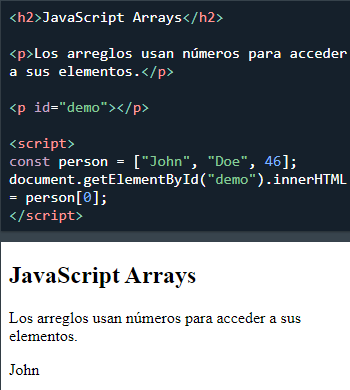 <h2>JavaScript Arrays</h2>
<p>Los arreglos usan números para acceder
a sus elementos.</p>
<p id="demo"></p>
<script>
const person = ["John", "Doe", 46];
document.getElementById("demo").innerHTML
= person[0];
</script>
JavaScript Arrays
Los arreglos usan números para acceder a sus
elementos.
John